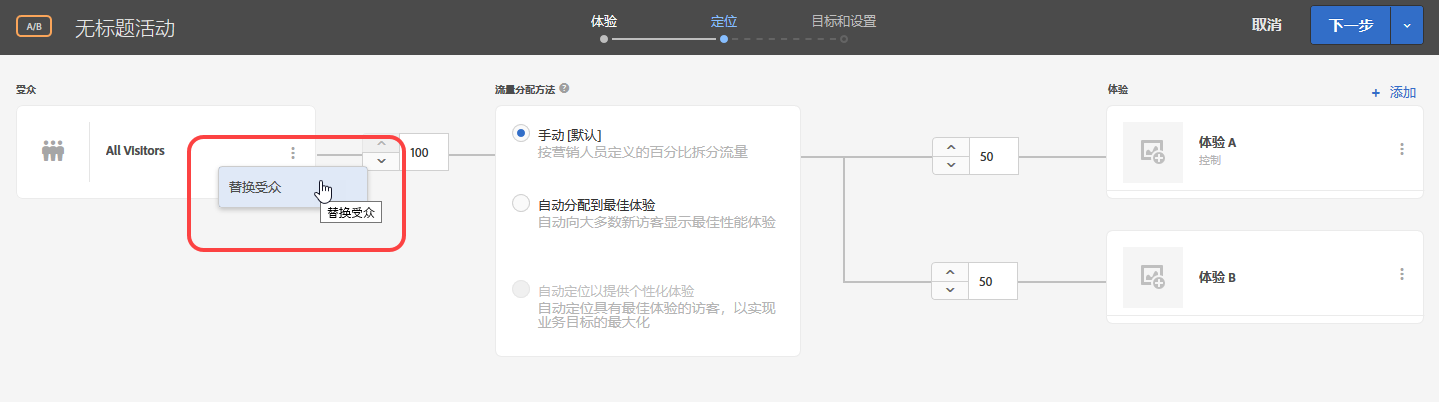 A/B
无标题活动
体验
定位
目标和设置
取消
下一步
受众
All Visitors
100
替换受众
替换受众
流量分配方法
手动 [默认]
按营销人员定义的百分比拆分流量
自动分配到最佳体验
自动向大多数新访客显示最佳性能体验
自动定位以提供个性化体验
自动定位具有最佳体验的访客，以实现
业务目标的最大化
50
50
体验
+ 添加
体验 A
控制
体验 B